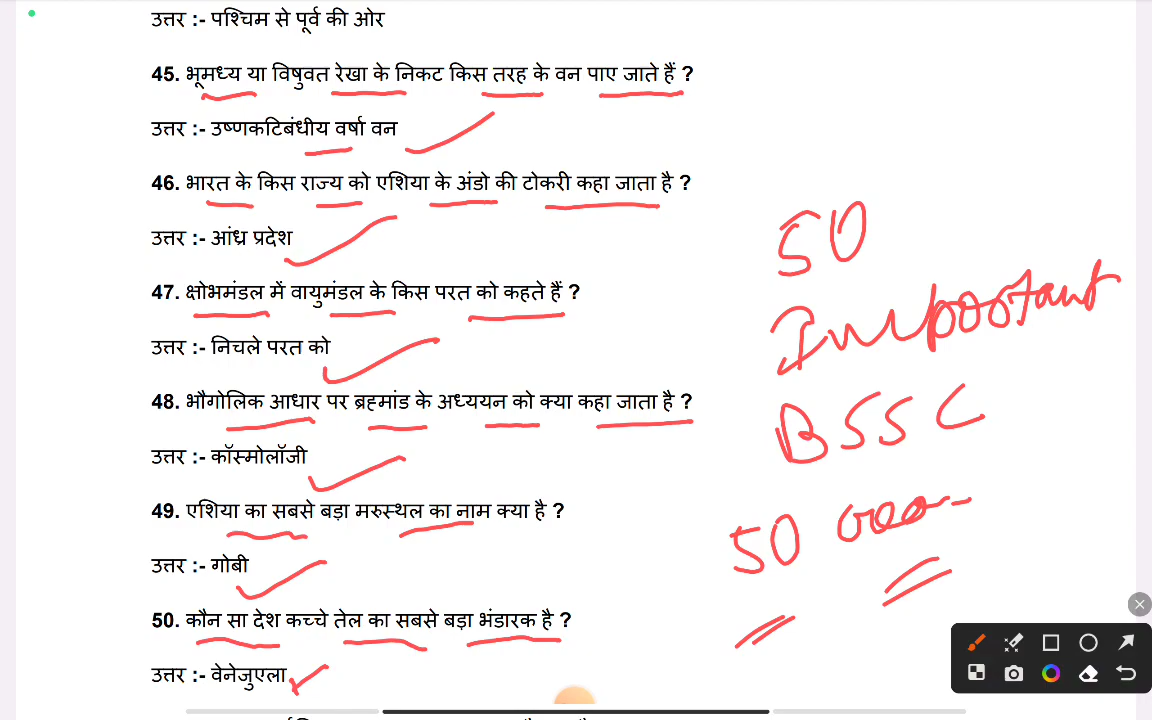 उत्तर :- पश्चिम से पूर्व की ओर
45. भूमध्य या विषुवत रेखा के निकट किस तरह के वन पाए जाते हैं ?
उत्तर :- उष्णकटिबंधीय वर्षा वन
46. भारत के किस राज्य को एशिया के अंडो की टोकरी कहा जाता है ?
उत्तर :- आंध्र प्रदेश
47. क्षोभमंडल में वायुमंडल के किस परत को कहते हैं ?
उत्तर :- निचले परत को
48. भौगोलिक आधार पर ब्रह्मांड के अध्ययन को क्या कहा जाता है ?
उत्तर :- कॉस्मोलॉजी
49. एशिया का सबसे बड़ा मरुस्थल का नाम क्या है ?
उत्तर :- गोबी
50. कौन सा देश कच्चे तेल का सबसे बड़ा भंडारक है ?
उत्तर :- वेनेजुएला
50
Important
BSSC
50